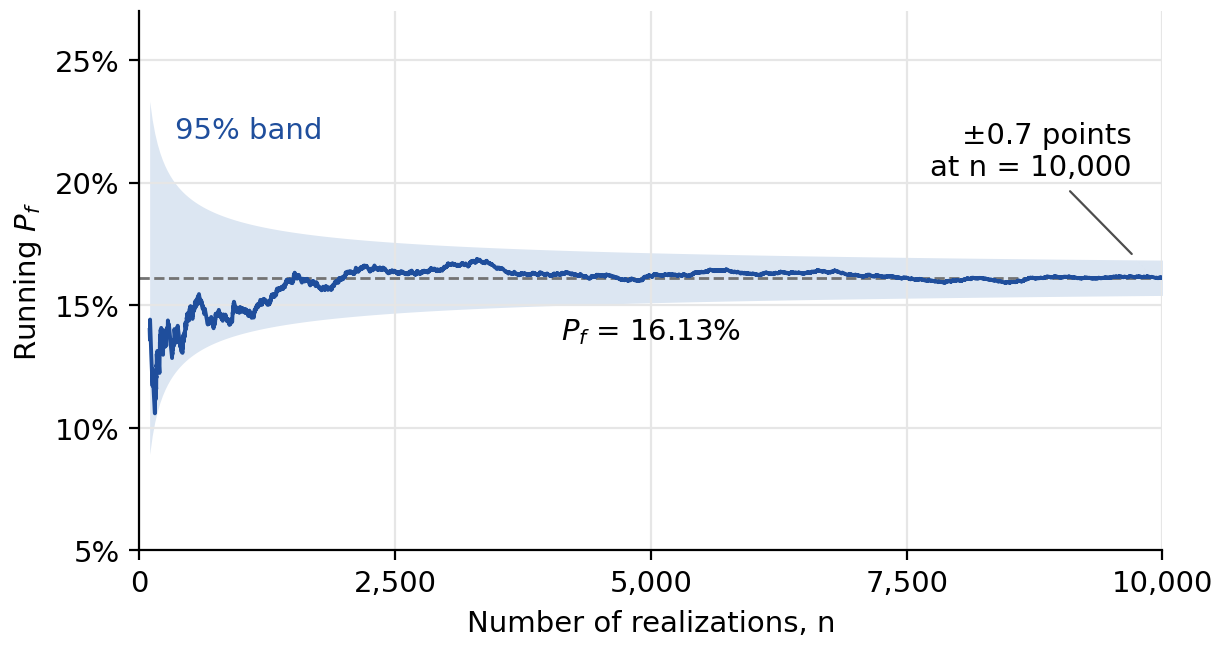 25%
20%
15%
10%
5%
Running P_f
95% band
±0.7 points
at n = 10,000
P_f = 16.13%
0
2,500
5,000
7,500
10,000
Number of realizations, n